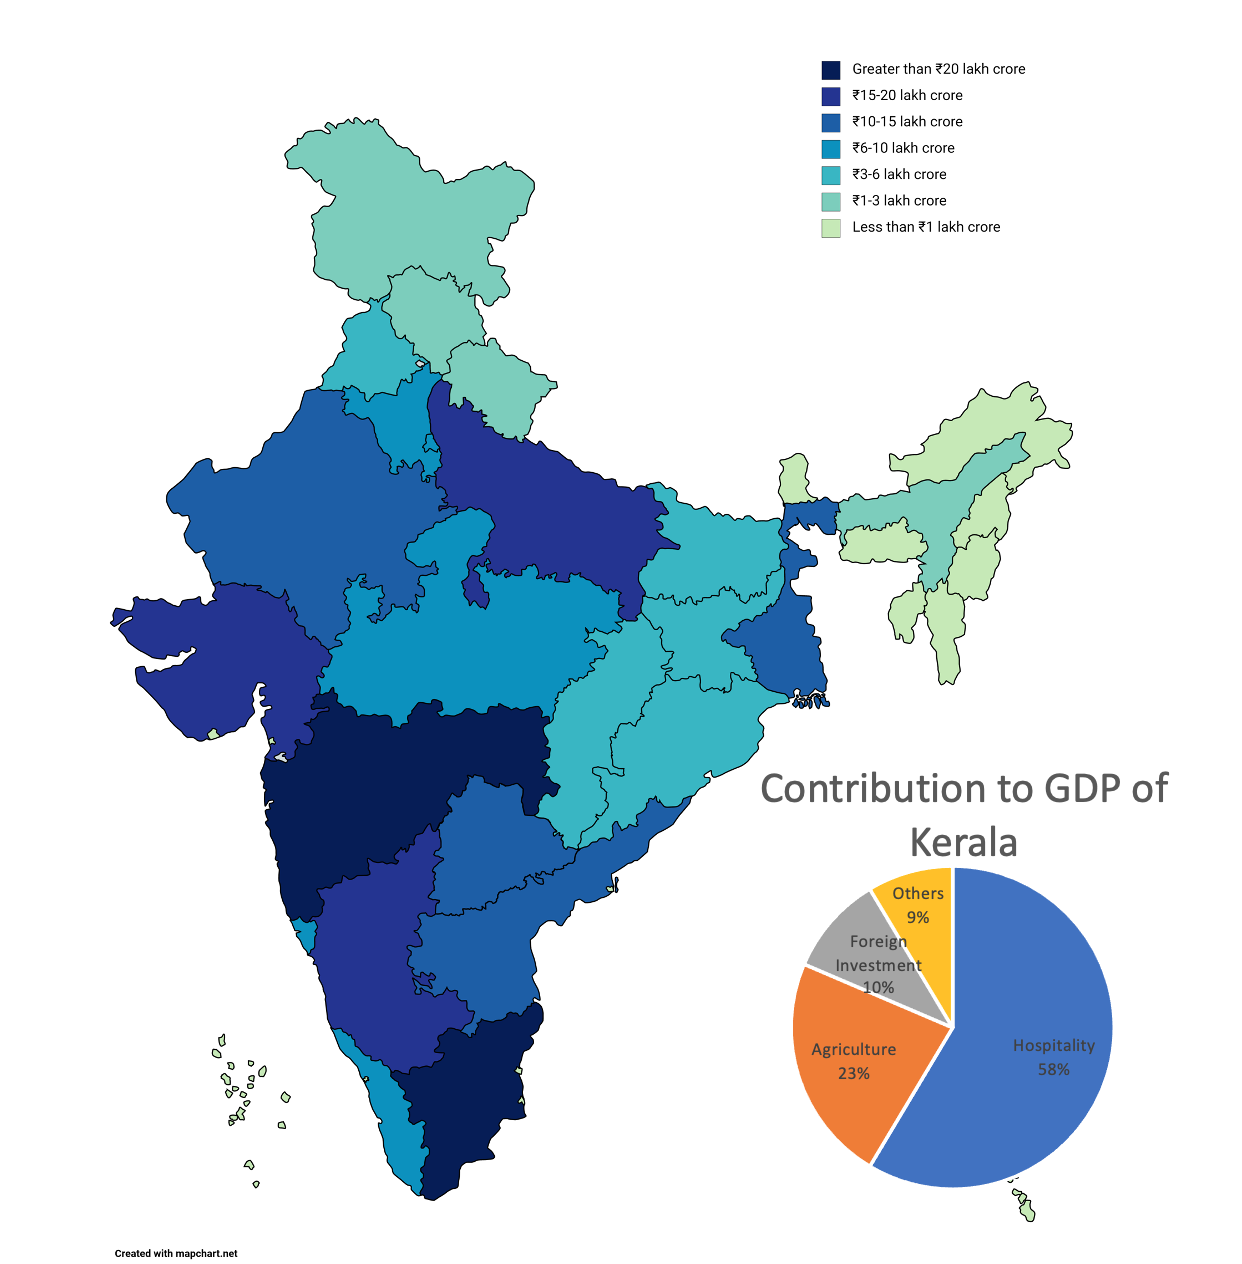 Greater than ₹20 lakh crore
₹15-20 lakh crore
₹10-15 lakh crore
₹6-10 lakh crore
₹3-6 lakh crore
₹1-3 lakh crore
Less than ₹1 lakh crore
Contribution to GDP of
Kerala
Others
9%
Foreign
Investment
10%
Agriculture
23%
Hospitality
58%
Created with mapchart.net